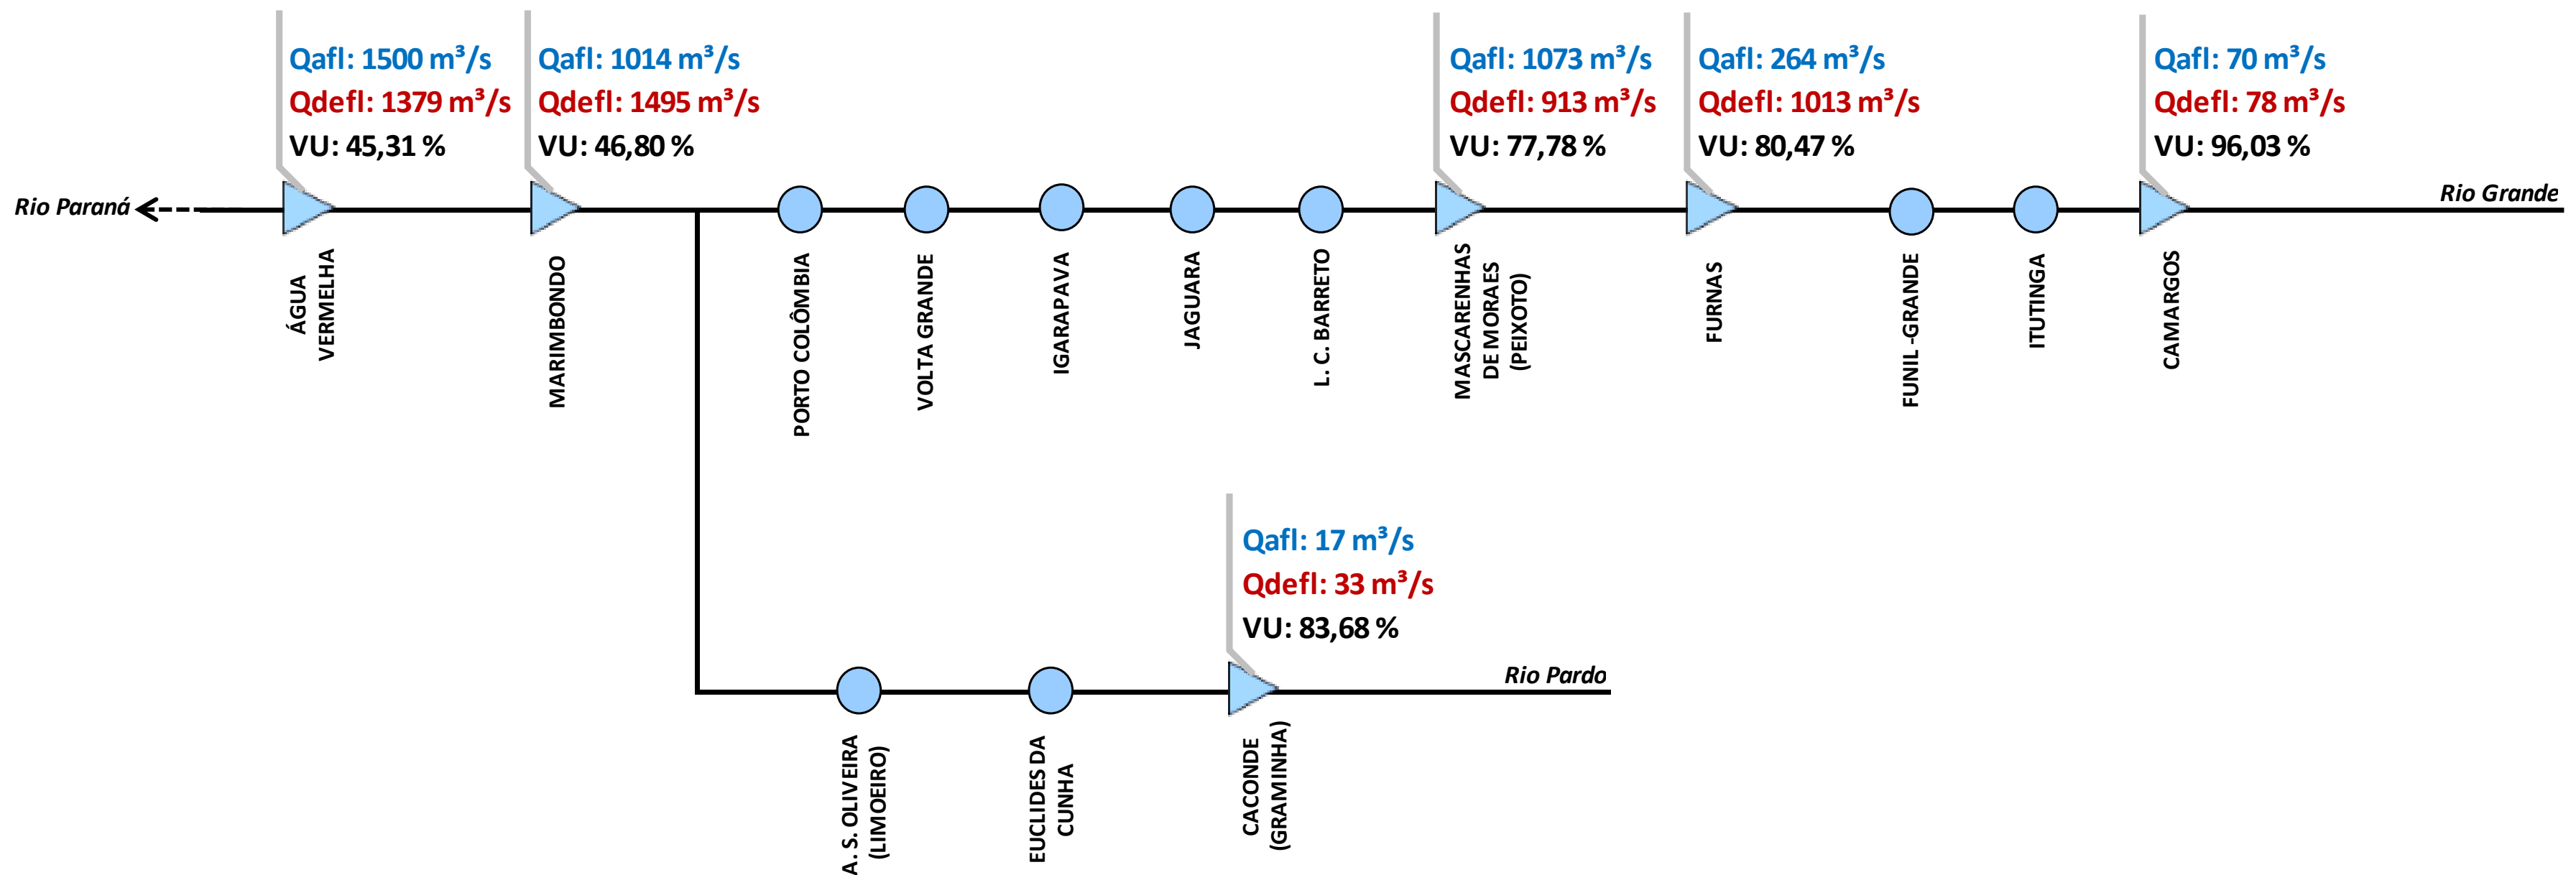 Qafl: 1500 m³/s
Qdefl: 1379 m³/s
VU: 45,31 %
Qafl: 1014 m³/s
Qdefl: 1495 m³/s
VU: 46,80 %
Qafl: 1073 m³/s
Qdefl: 913 m³/s
VU: 77,78 %
Qafl: 264 m³/s
Qdefl: 1013 m³/s
VU: 80,47 %
Qafl: 70 m³/s
Qdefl: 78 m³/s
VU: 96,03 %
Rio Paraná
Rio Grande
ÁGUA
VERMELHA
MARIMBONDO
PORTO COLÔMBIA
VOLTA GRANDE
IGARAPAVA
JAGUARA
L. C. BARRETO
MASCARENHAS
DE MORAES
(PEIXOTO)
FURNAS
FUNIL -GRANDE
ITUTINGA
CAMARGOS
Qafl: 17 m³/s
Qdefl: 33 m³/s
VU: 83,68 %
Rio Pardo
A. S. OLIVEIRA
(LIMOEIRO)
EUCLIDES DA
CUNHA
CACONDE
(GRAMINHA)